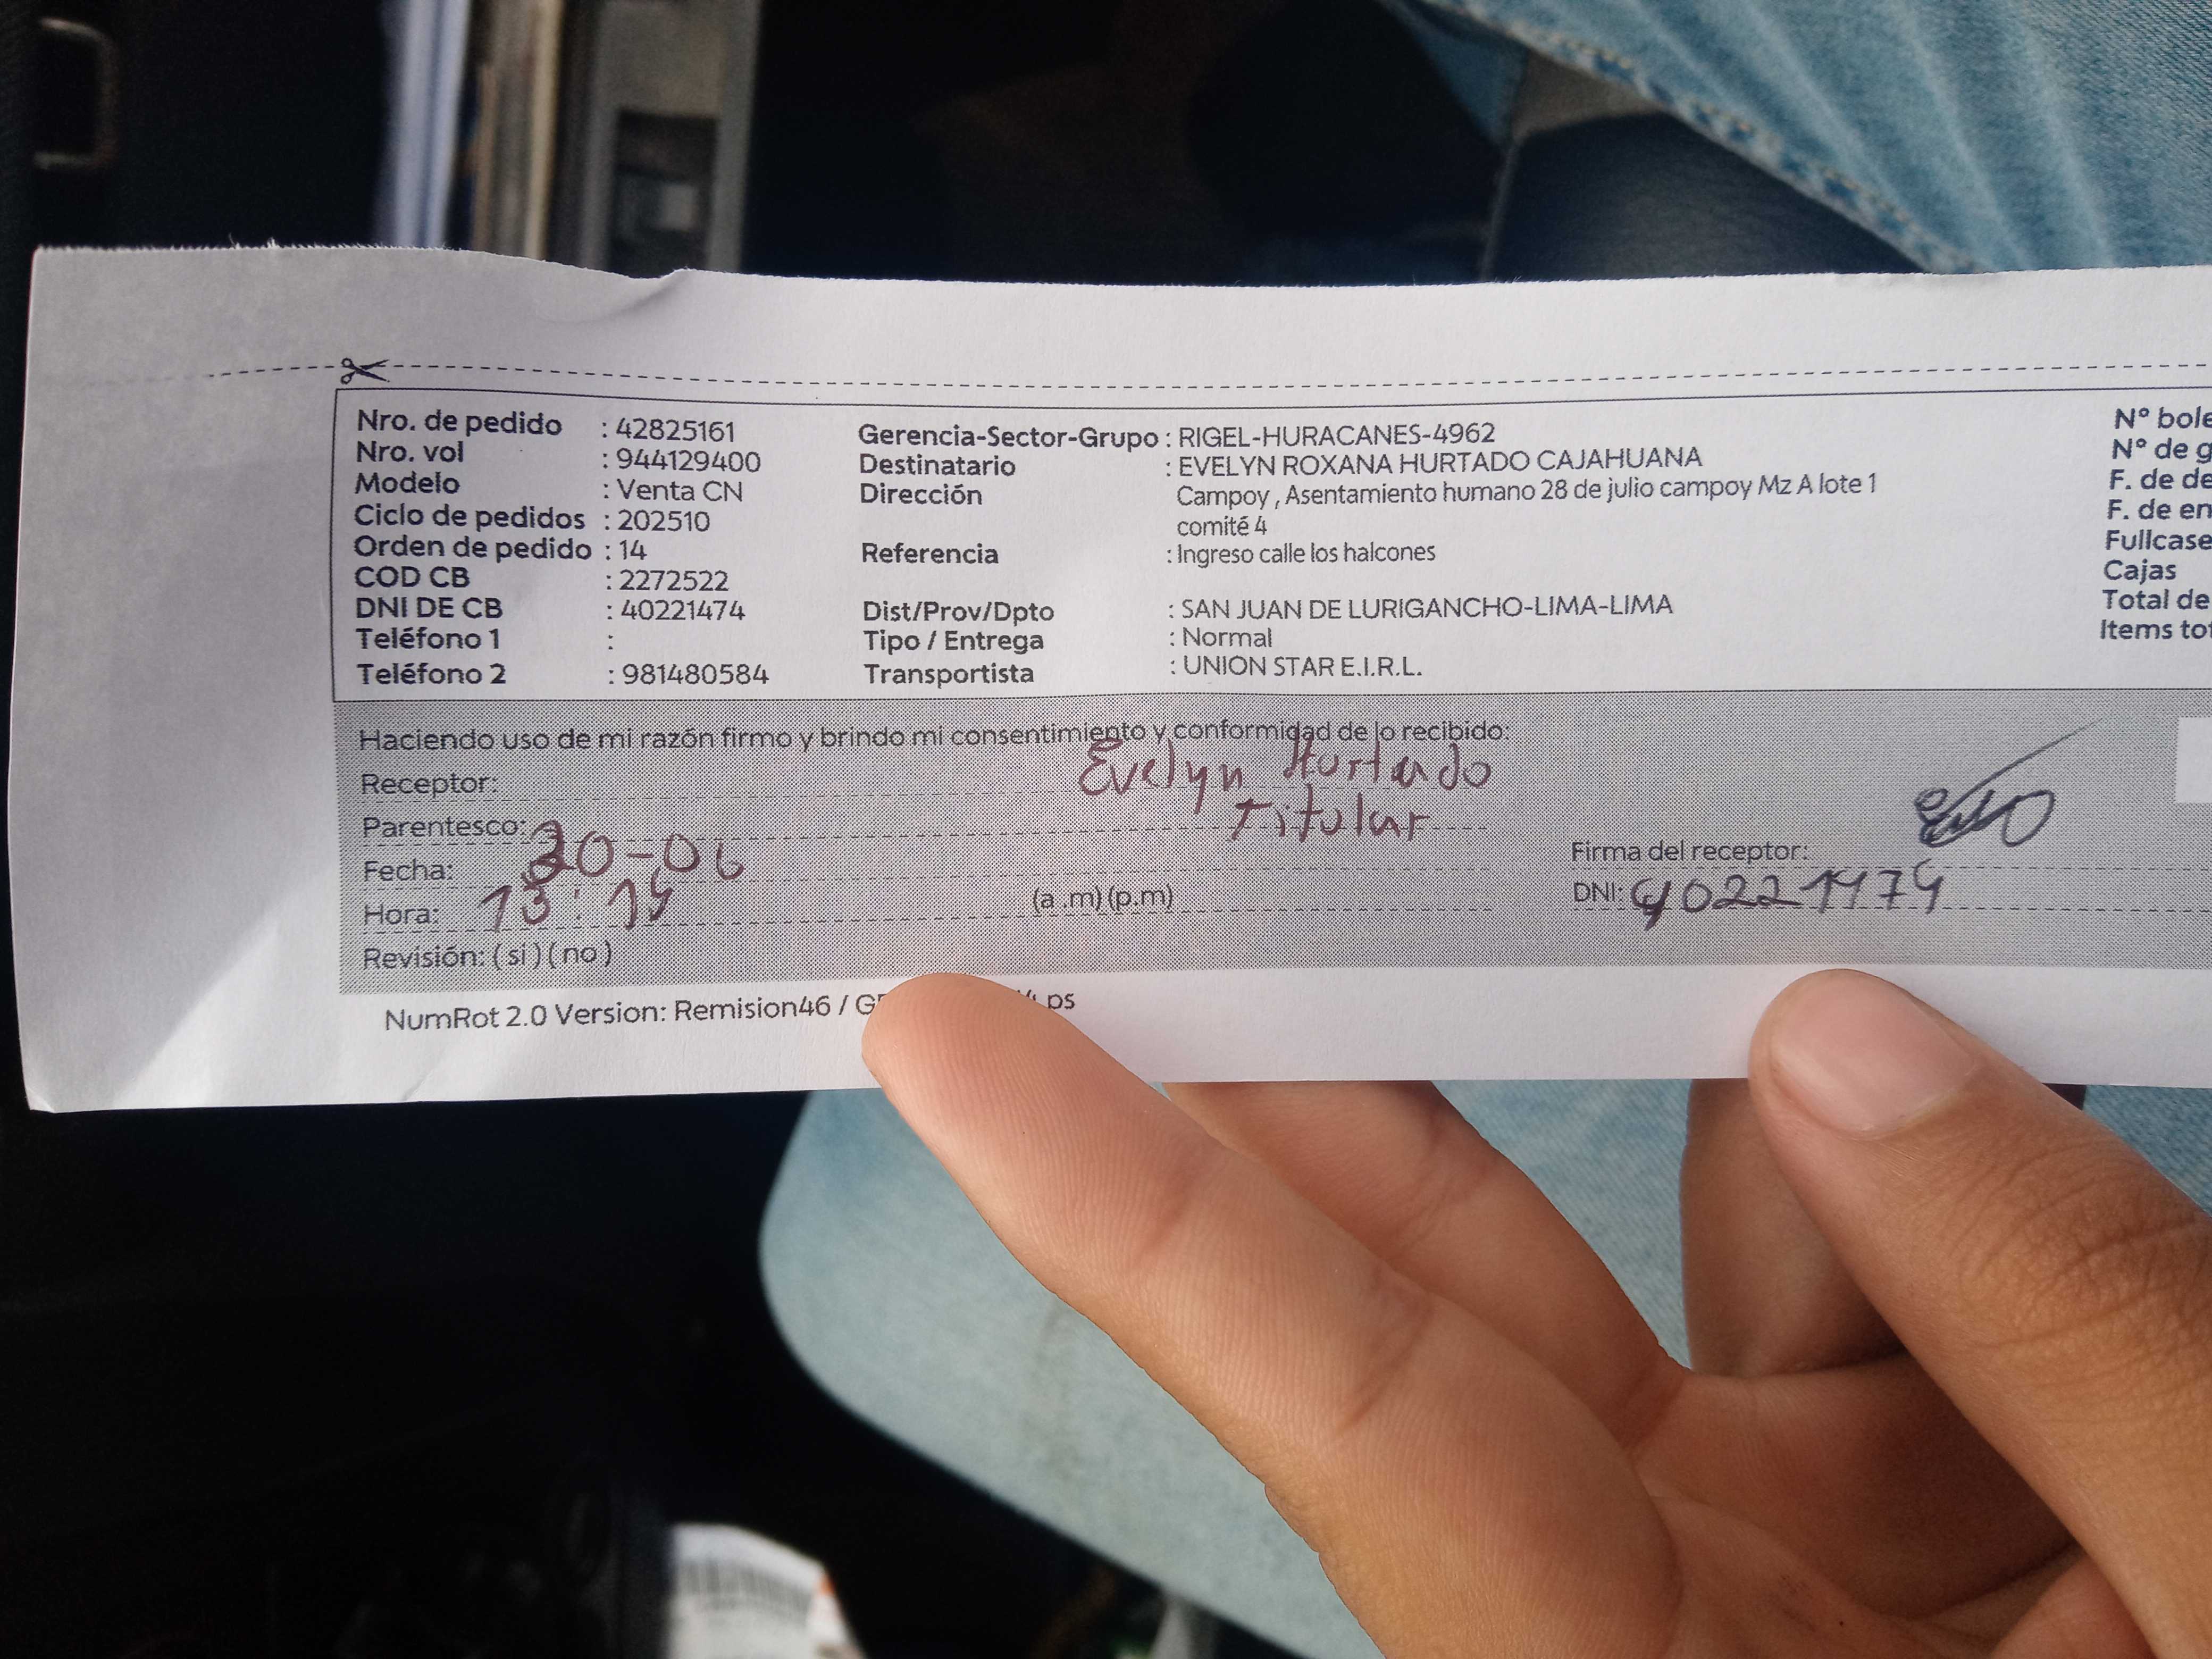 Nro. de pedido : 42825161
Nro. vol : 944129400
Modelo : Venta CN
Ciclo de pedidos : 202510
Orden de pedido : 14
COD CB : 2272522
DNI DE CB : 40221474
Teléfono 1 :
Teléfono 2 : 981480584
Gerencia-Sector-Grupo : RIGEL-HURACANES-4962
Destinatario : EVELYN ROXANA HURTADO CAJAHUANA
Dirección Campoy , Asentamiento humano 28 de julio campoy Mz A lote 1
comité 4
Referencia : Ingreso calle los halcones
Dist/Prov/Dpto : SAN JUAN DE LURIGANCHO-LIMA-LIMA
Tipo / Entrega : Normal
Transportista : UNION STAR E.I.R.L.
N° bole
N° de g
F. de de
F. de en
Fullcase
Cajas
Total de
Items tot
Haciendo uso de mi razón firmo y brindo mi consentimiento y conformidad de lo recibido:
Receptor: Evelyn Hurtado
Parentesco: Titular
Fecha: 20-06
Hora: 13:14 (a .m) (p.m)
Revisión: (si) (no)
Firma del receptor:
DNI: 40221474
NumRot 2.0 Version: Remision46 / ps